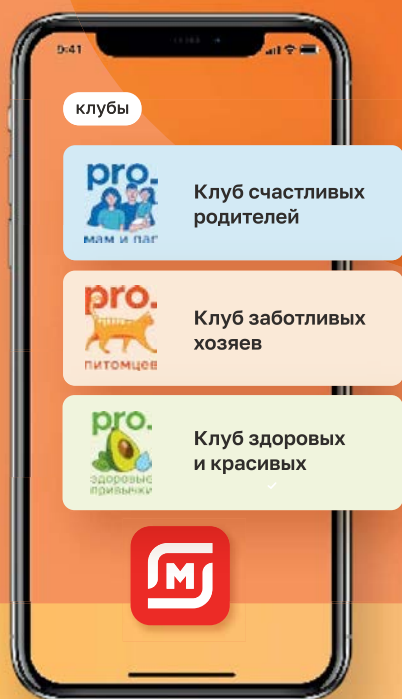 9:41
клубы
pro.
мам и пап
Клуб счастливых
родителей
pro.
питомцев
Клуб заботливых
хозяев
pro.
здоровые
привычки
Клуб здоровых
и красивых
М